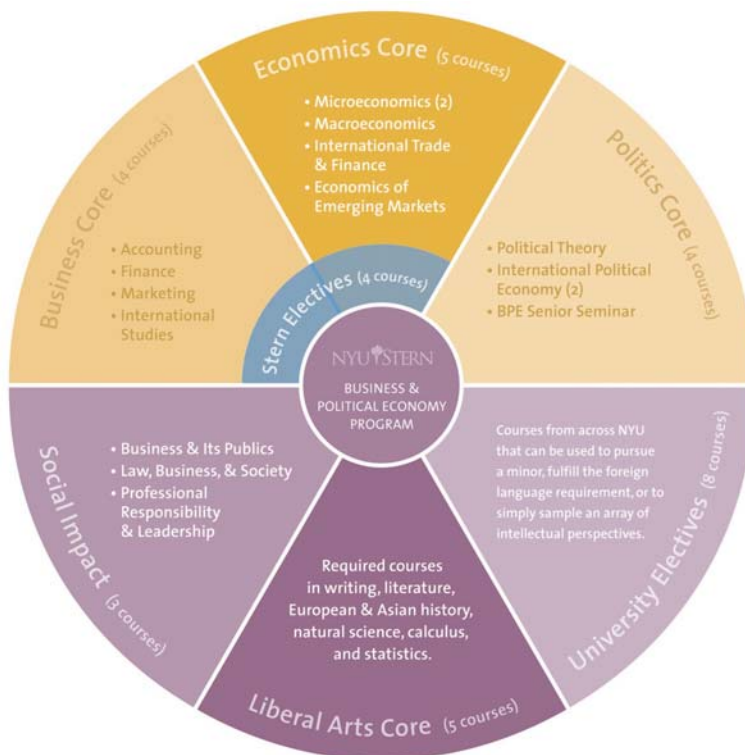 Economics Core (5 courses)
• Microeconomics (2)
• Macroeconomics
• International Trade
& Finance
• Economics of
Emerging Markets
Politics Core (4 courses)
• Political Theory
• International Political
Economy (2)
• BPE Senior Seminar
University Electives (8 courses)
Courses from across NYU
that can be used to pursue
a minor, fulfill the foreign
language requirement, or to
simply sample an array of
intellectual perspectives.
Liberal Arts Core (5 courses)
Required courses
in writing, literature,
European & Asian history,
natural science, calculus,
and statistics.
Social Impact (3 courses)
• Business & Its Publics
• Law, Business, & Society
• Professional
Responsibility
& Leadership
Business Core (4 courses)
• Accounting
• Finance
• Marketing
• International
Studies
Stern Electives (4 courses)
NYU STERN
BUSINESS &
POLITICAL ECONOMY
PROGRAM